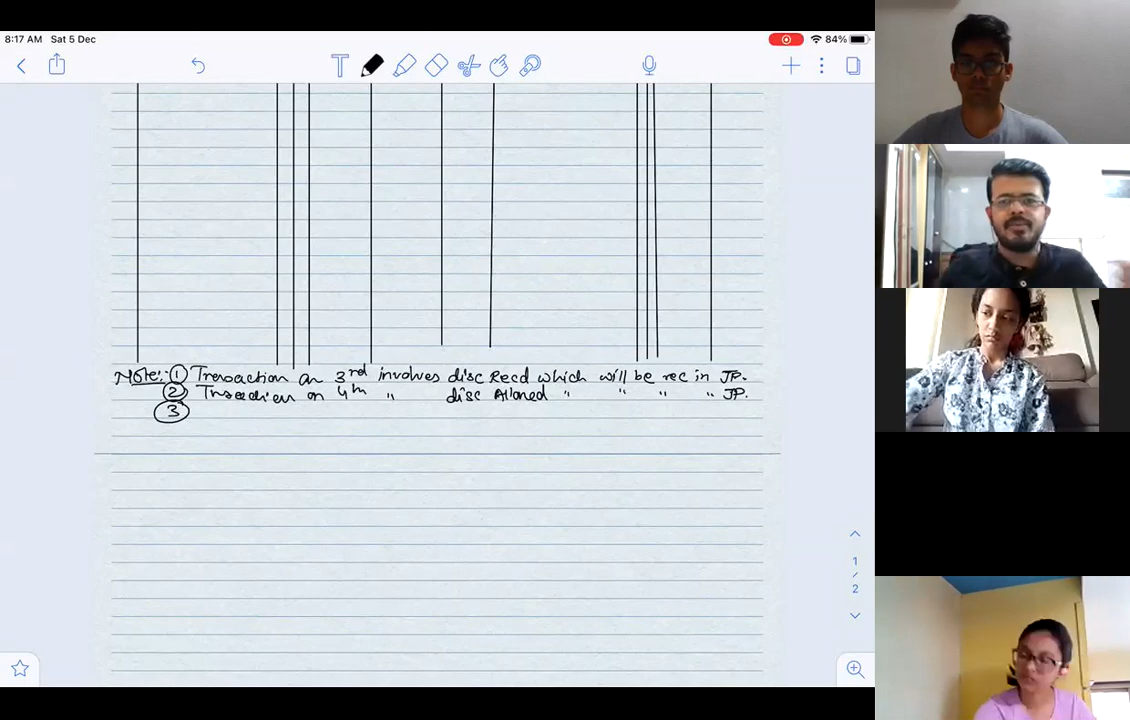 8:17 AM Sat 5 Dec
84%
T
Note:- 1 Transaction on 3rd involves disc Recd which will be rec in JP.
2 Transaction on 4th " disc Allowed " " " " JP.
3
1
/
2